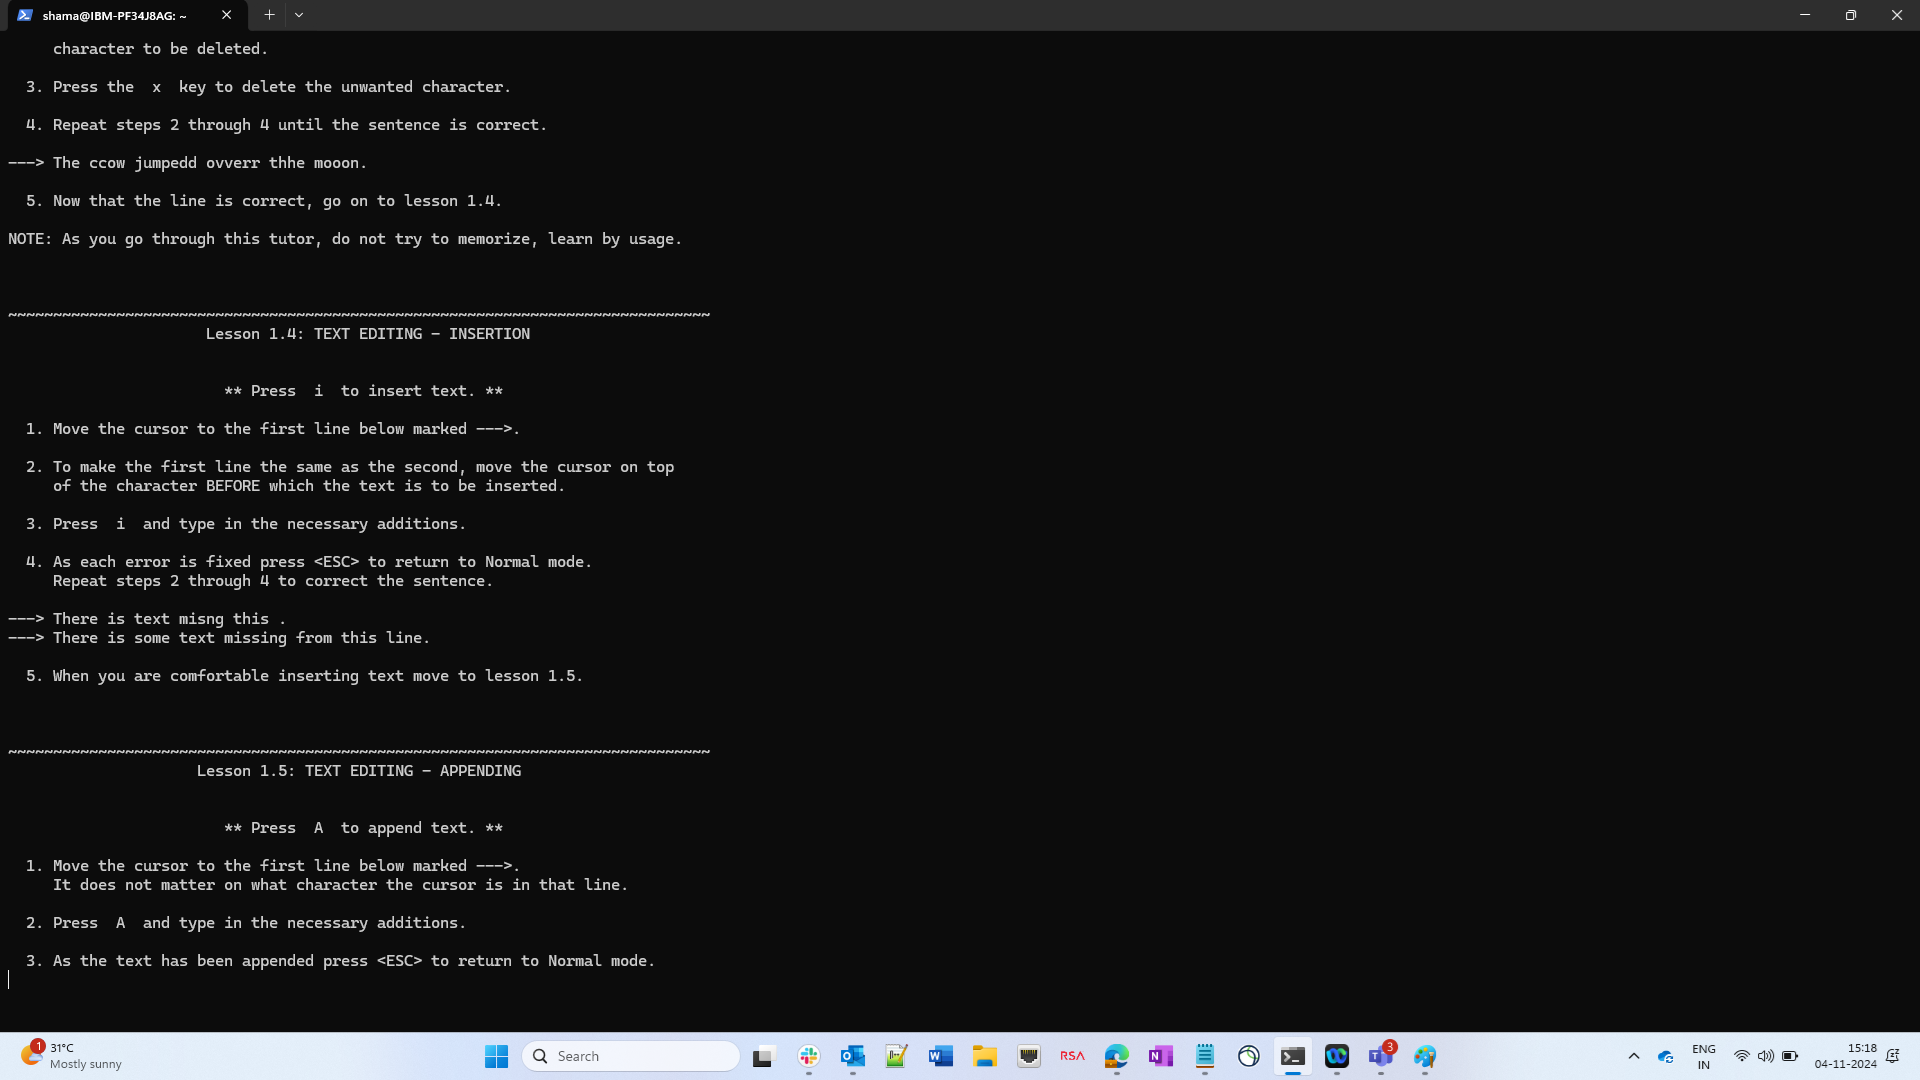 shama@IBM-PF34J8AG: ~
character to be deleted.
3. Press the  x  key to delete the unwanted character.
4. Repeat steps 2 through 4 until the sentence is correct.
---> The ccow jumpedd ovverr thhe mooon.
5. Now that the line is correct, go on to lesson 1.4.
NOTE: As you go through this tutor, do not try to memorize, learn by usage.
~~~~~~~~~~~~~~~~~~~~~~~~~~~~~~~~~~~~~~~~~~~~~~~~~~~~~~~~~~~~~~~~~~~~~~~~~~~~~~
Lesson 1.4: TEXT EDITING - INSERTION
** Press  i  to insert text. **
1. Move the cursor to the first line below marked --->.
2. To make the first line the same as the second, move the cursor on top
of the character BEFORE which the text is to be inserted.
3. Press  i  and type in the necessary additions.
4. As each error is fixed press <ESC> to return to Normal mode.
Repeat steps 2 through 4 to correct the sentence.
---> There is text misng this .
---> There is some text missing from this line.
5. When you are comfortable inserting text move to lesson 1.5.
~~~~~~~~~~~~~~~~~~~~~~~~~~~~~~~~~~~~~~~~~~~~~~~~~~~~~~~~~~~~~~~~~~~~~~~~~~~~~~
Lesson 1.5: TEXT EDITING - APPENDING
** Press  A  to append text. **
1. Move the cursor to the first line below marked --->.
It does not matter on what character the cursor is in that line.
2. Press  A  and type in the necessary additions.
3. As the text has been appended press <ESC> to return to Normal mode.
1
31°C
Mostly sunny
Search
RSA
3
ENG
IN
15:18
04-11-2024